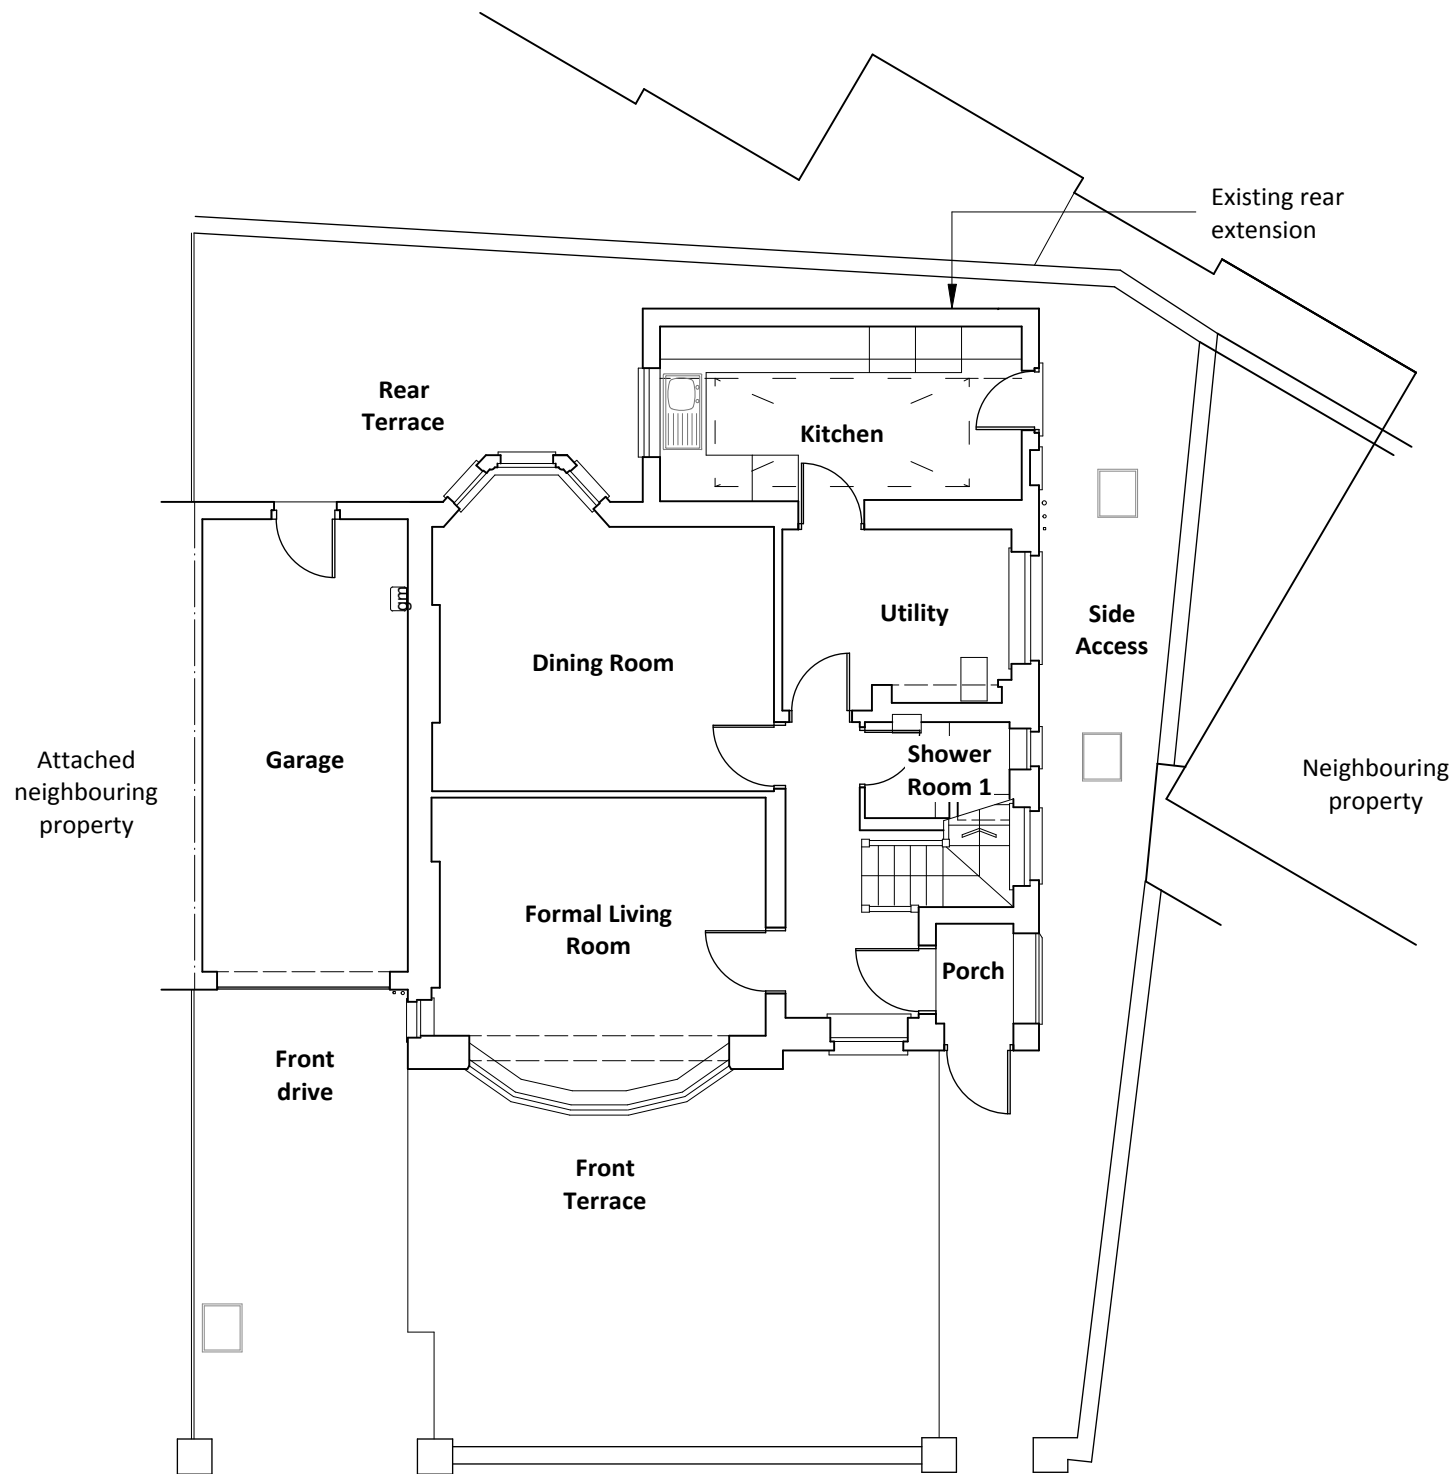 Existing rear
extension
Rear
Terrace
Kitchen
gm
Utility
Side
Access
Dining Room
Attached
neighbouring
property
Garage
Shower
Room 1
Neighbouring
property
Formal Living
Room
Porch
Front
drive
Front
Terrace